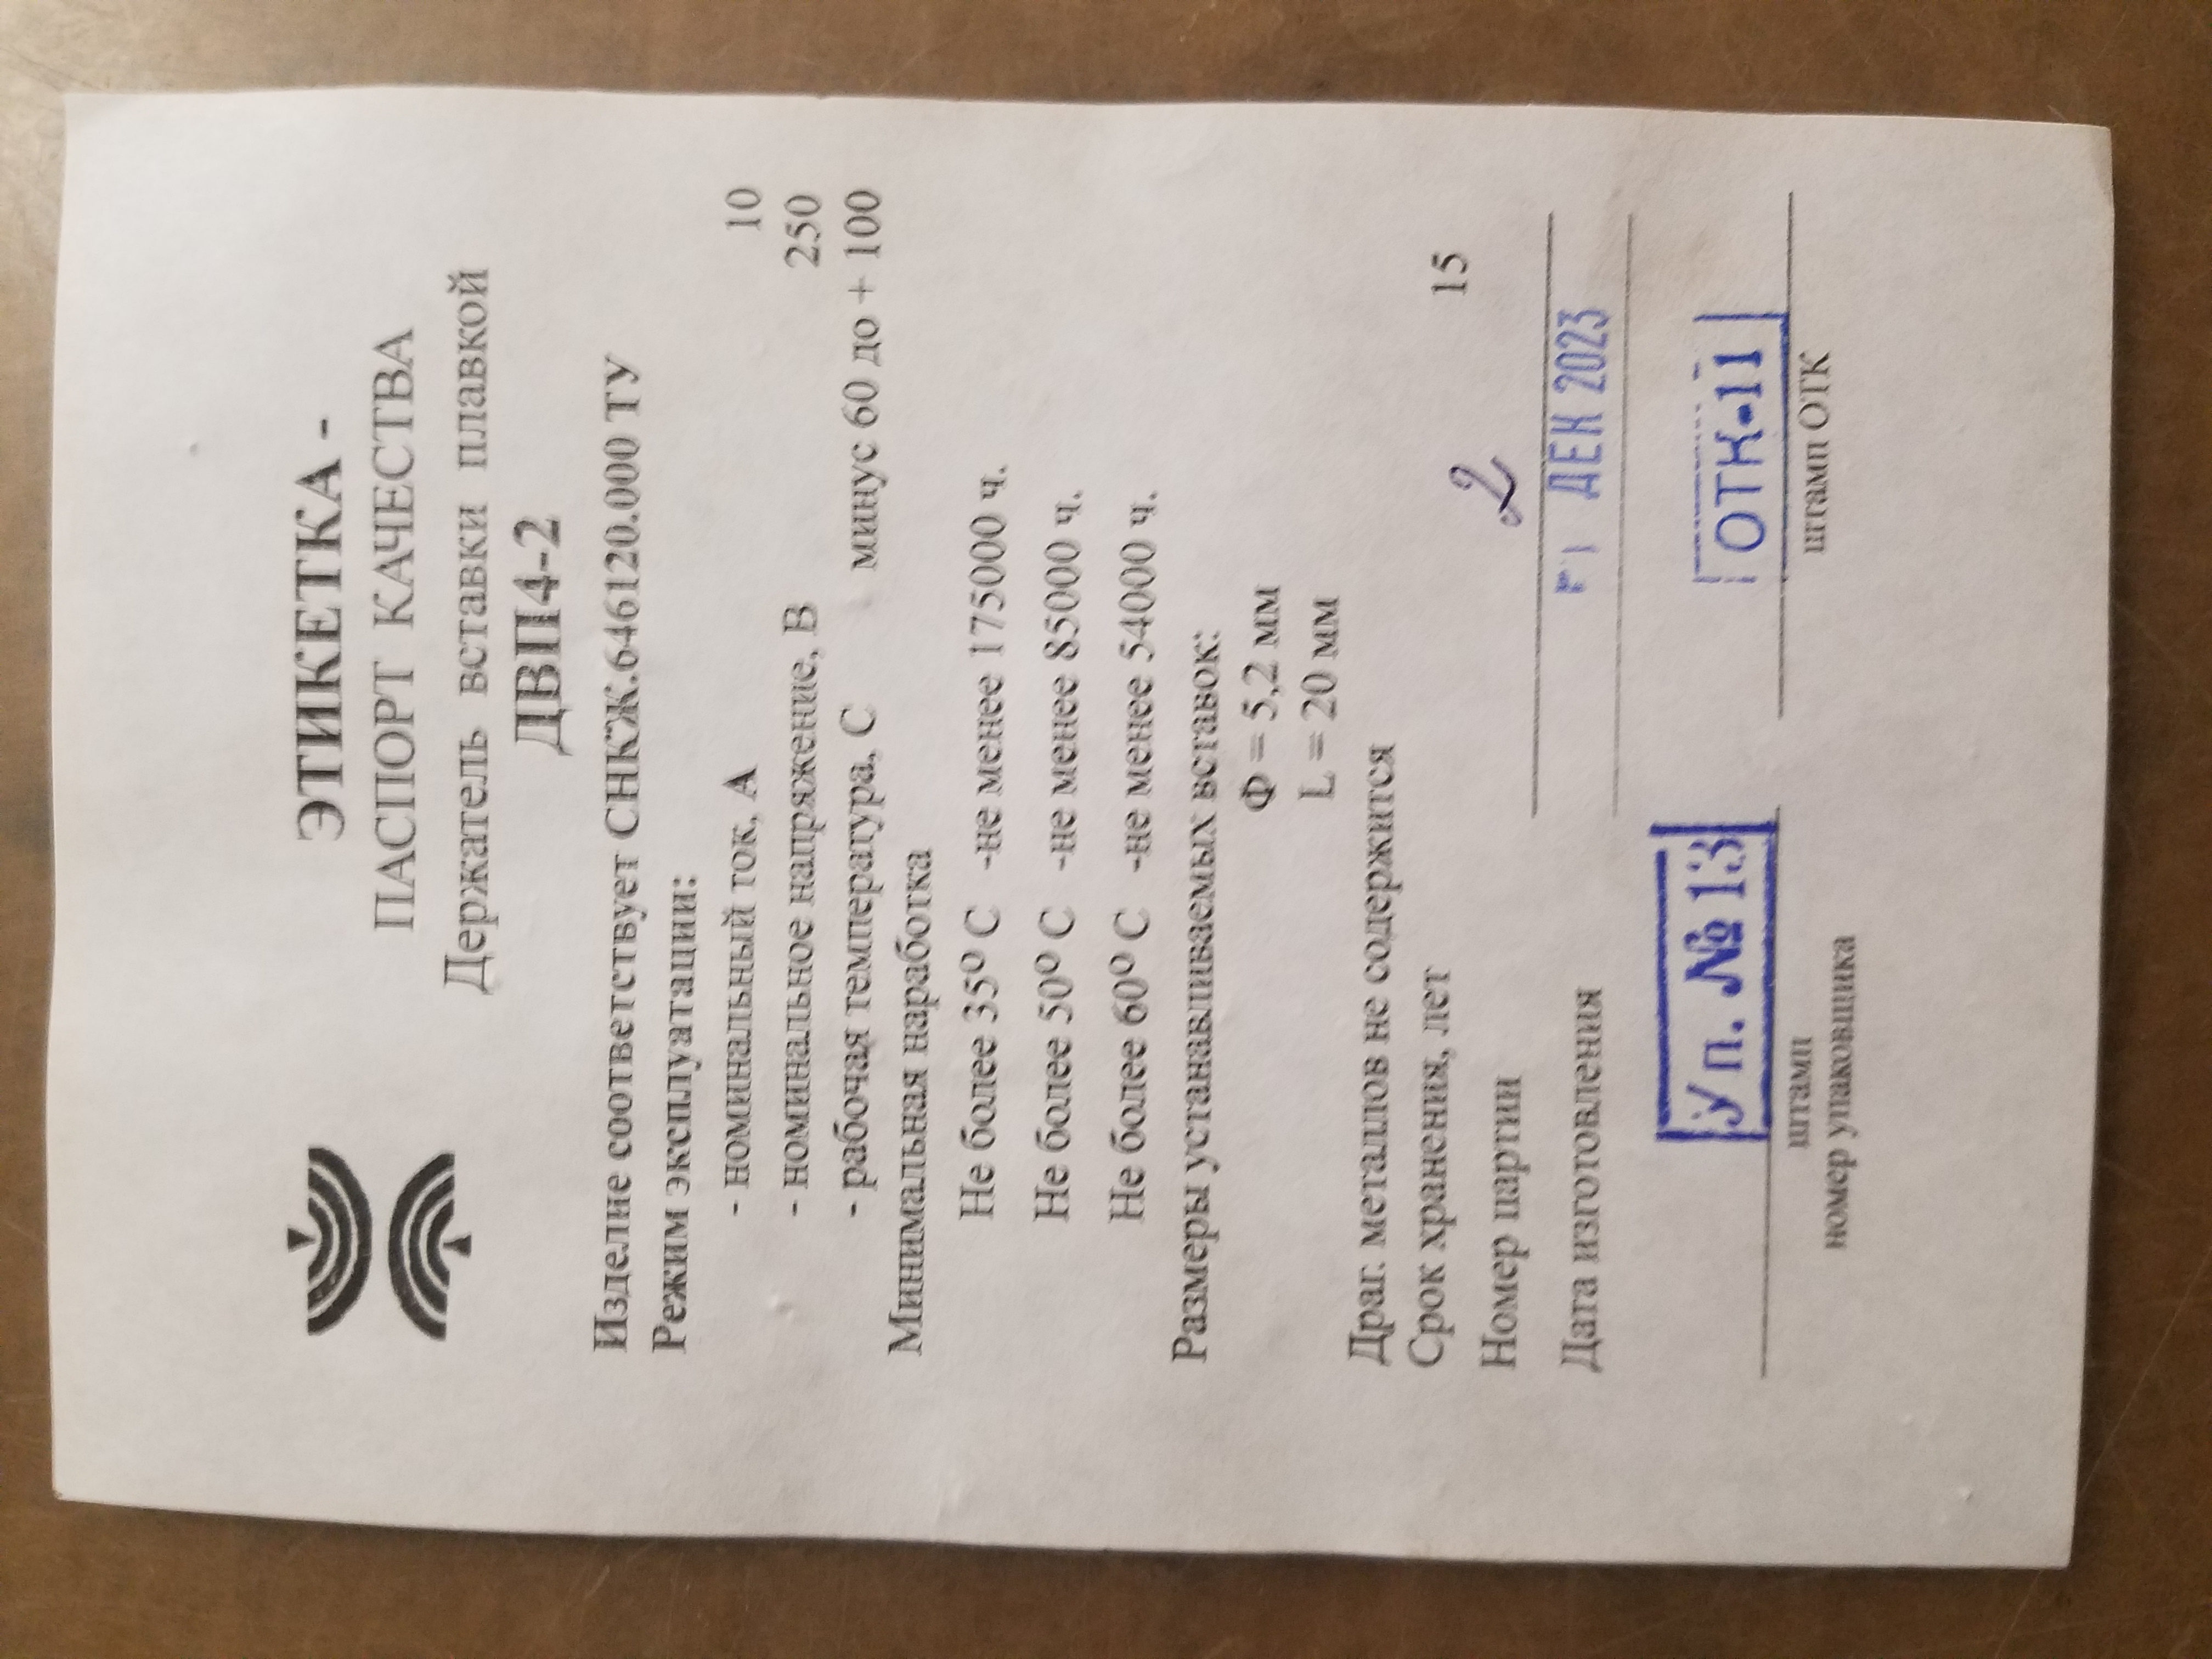 ЭТИКЕТКА -
ПАСПОРТ КАЧЕСТВА
Держатель вставки плавкой
ДВП4-2
Изделие соответствует СНКЖ.646120.000 ТУ
Режим эксплуатации:
- номинальный ток, А 10
- номинальное напряжение, В 250
- рабочая температура, С минус 60 до + 100
Минимальная наработка
Не более 35º С -не менее 175000 ч.
Не более 50º С -не менее 85000 ч.
Не более 60º С -не менее 54000 ч.
Размеры устанавливаемых вставок:
Ф = 5,2 мм
L = 20 мм
Драг. металлов не содержится
Срок хранения, лет 15
Номер партии 2
Дата изготовления ДЕК 2023
Уп. № 13 ОТК-11
штамп штамп ОТК
номер упаковщика